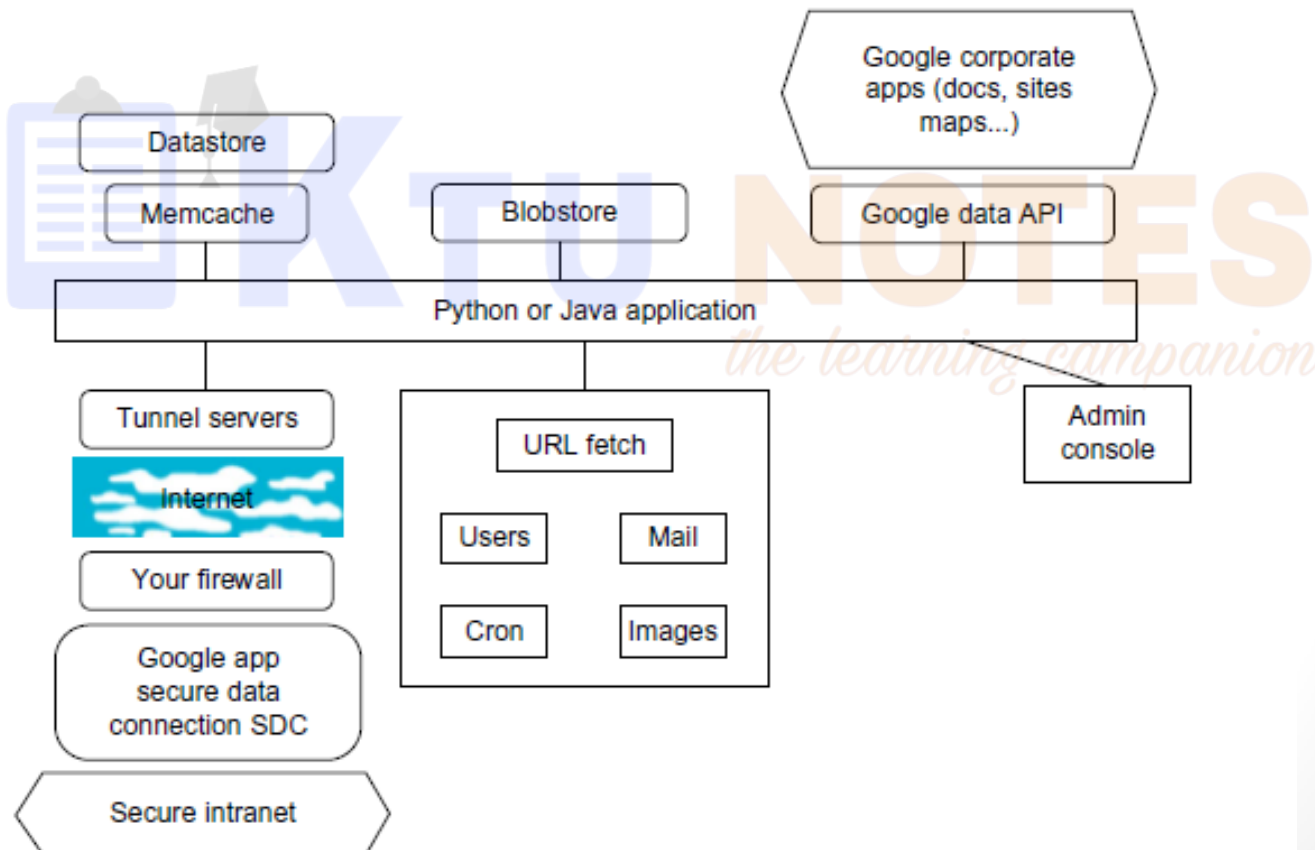 Google corporate
apps (docs, sites
maps...)
Datastore
Memcache
Blobstore
Google data API
KTU NOTES
Python or Java application
the learning companion
Tunnel servers
Internet
Your firewall
Google app
secure data
connection SDC
Secure intranet
URL fetch
Users
Mail
Cron
Images
Admin
console